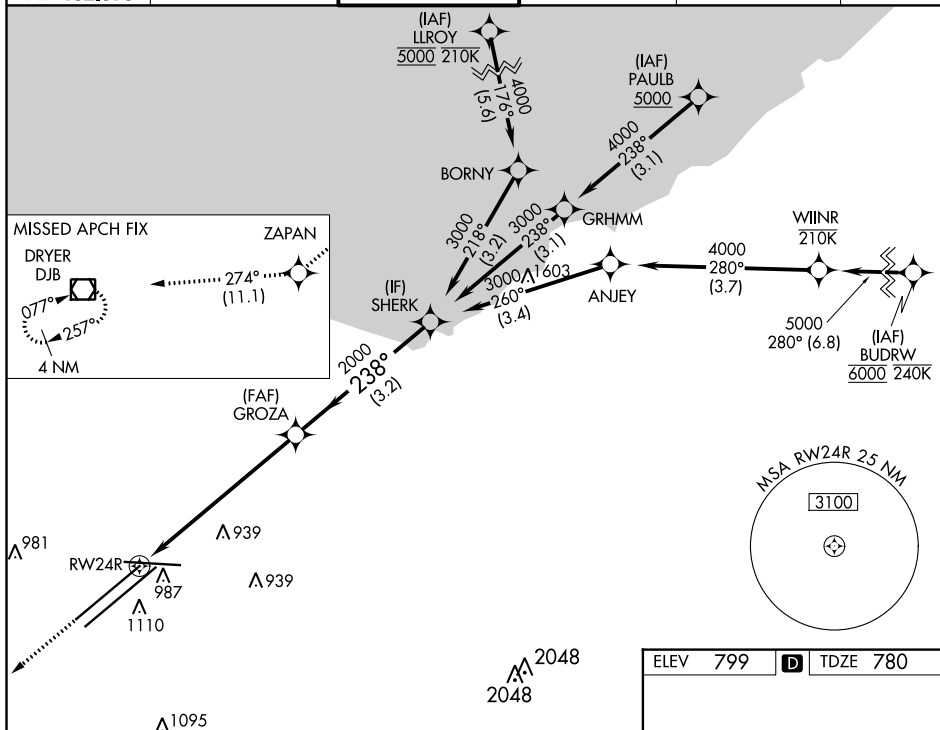 (IAF)
LLROY
5000 210K
4000
176°
(5.6)
(IAF)
PAULB
5000
4000
238°
(3.1)
BORNY
GRHMM
3000
218°
(3.2)
3000
238°
(3.1)
WIINR
210K
4000
280°
(3.7)
ANJEY
1603
3000
260°
(3.4)
5000
280° (6.8)
(IAF)
BUDRW
6000 240K
MISSED APCH FIX
DRYER
DJB
ZAPAN
274°
(11.1)
077°
257°
4 NM
(IF)
SHERK
2000
238°
(3.2)
(FAF)
GROZA
MSA RW24R 25 NM
3100
981
939
RW24R
987
939
1110
2048
2048
1095
ELEV 799 D TDZE 780